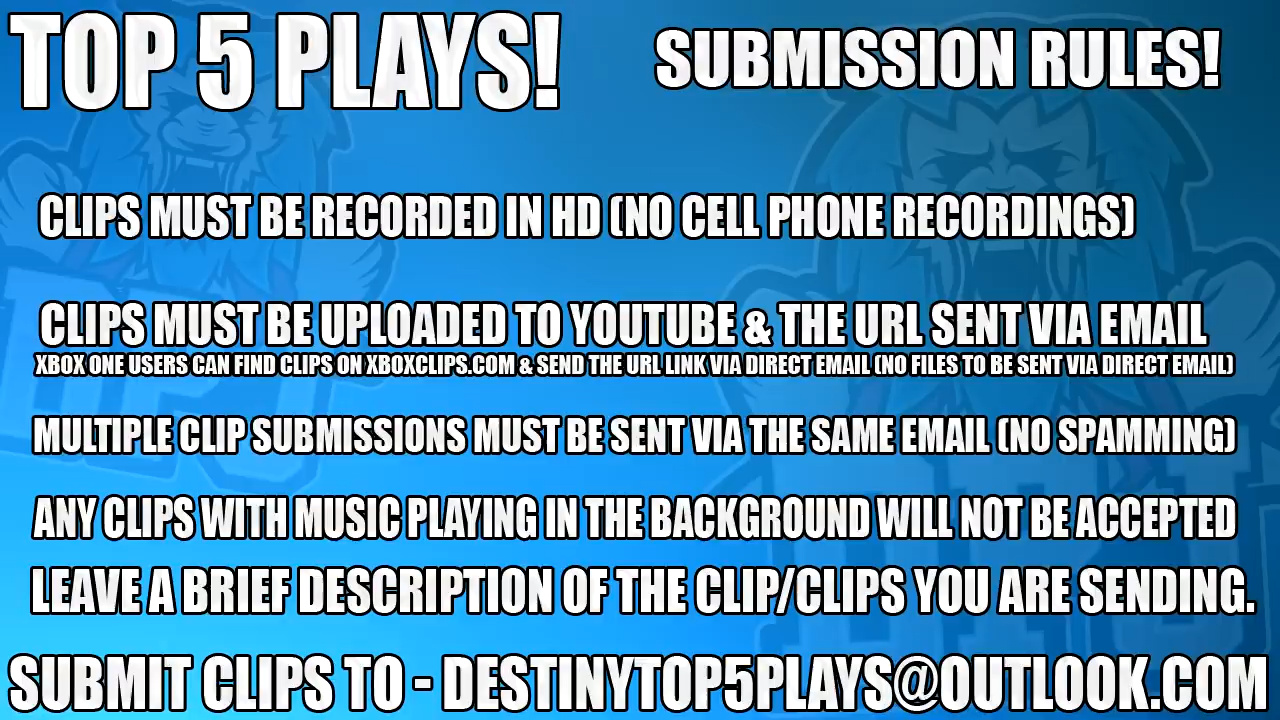 TOP 5 PLAYS!
SUBMISSION RULES!
CLIPS MUST BE RECORDED IN HD (NO CELL PHONE RECORDINGS)
CLIPS MUST BE UPLOADED TO YOUTUBE & THE URL SENT VIA EMAIL
XBOX ONE USERS CAN FIND CLIPS ON XBOXCLIPS.COM & SEND THE URL LINK VIA DIRECT EMAIL (NO FILES TO BE SENT VIA DIRECT EMAIL)
MULTIPLE CLIP SUBMISSIONS MUST BE SENT VIA THE SAME EMAIL (NO SPAMMING)
ANY CLIPS WITH MUSIC PLAYING IN THE BACKGROUND WILL NOT BE ACCEPTED
LEAVE A BRIEF DESCRIPTION OF THE CLIP/CLIPS YOU ARE SENDING.
SUBMIT CLIPS TO - DESTINYTOP5PLAYS@OUTLOOK.COM